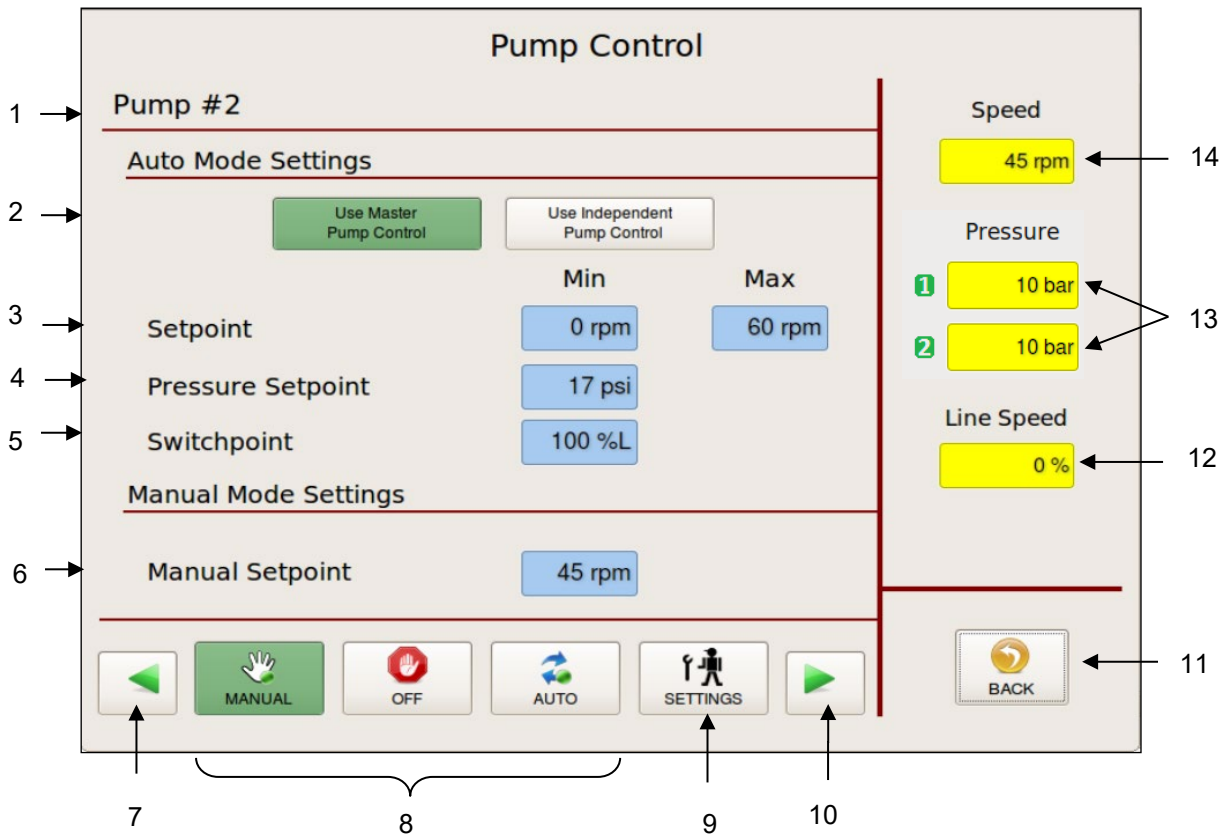 Pump Control
1
Pump #2
Auto Mode Settings
2
Use Master
Pump Control
Use Independent
Pump Control
Min
Max
3
Setpoint
0 rpm
60 rpm
4
Pressure Setpoint
17 psi
5
Switchpoint
100 %L
Manual Mode Settings
6
Manual Setpoint
45 rpm
MANUAL
OFF
AUTO
SETTINGS
7
8
9
10
Speed
45 rpm
14
Pressure
1
10 bar
2
10 bar
13
Line Speed
0 %
12
BACK
11